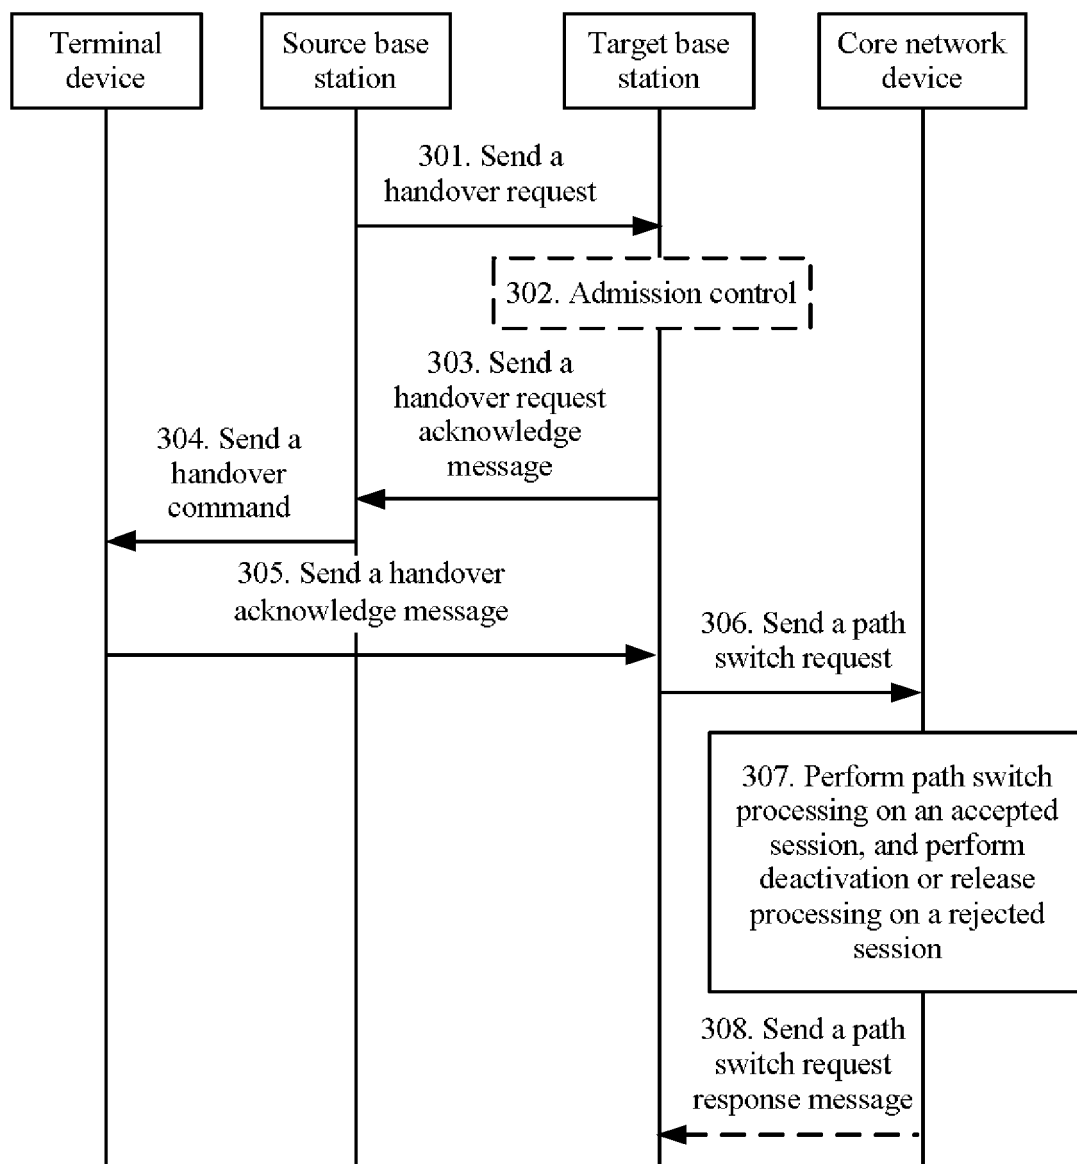 Terminal
device
Source base
station
Target base
station
Core network
device
301. Send a
handover request
302. Admission control
303. Send a
handover request
acknowledge
message
304. Send a
handover
command
305. Send a handover
acknowledge message
306. Send a path
switch request
307. Perform path switch
processing on an accepted
session, and perform
deactivation or release
processing on a rejected
session
308. Send a path
switch request
response message